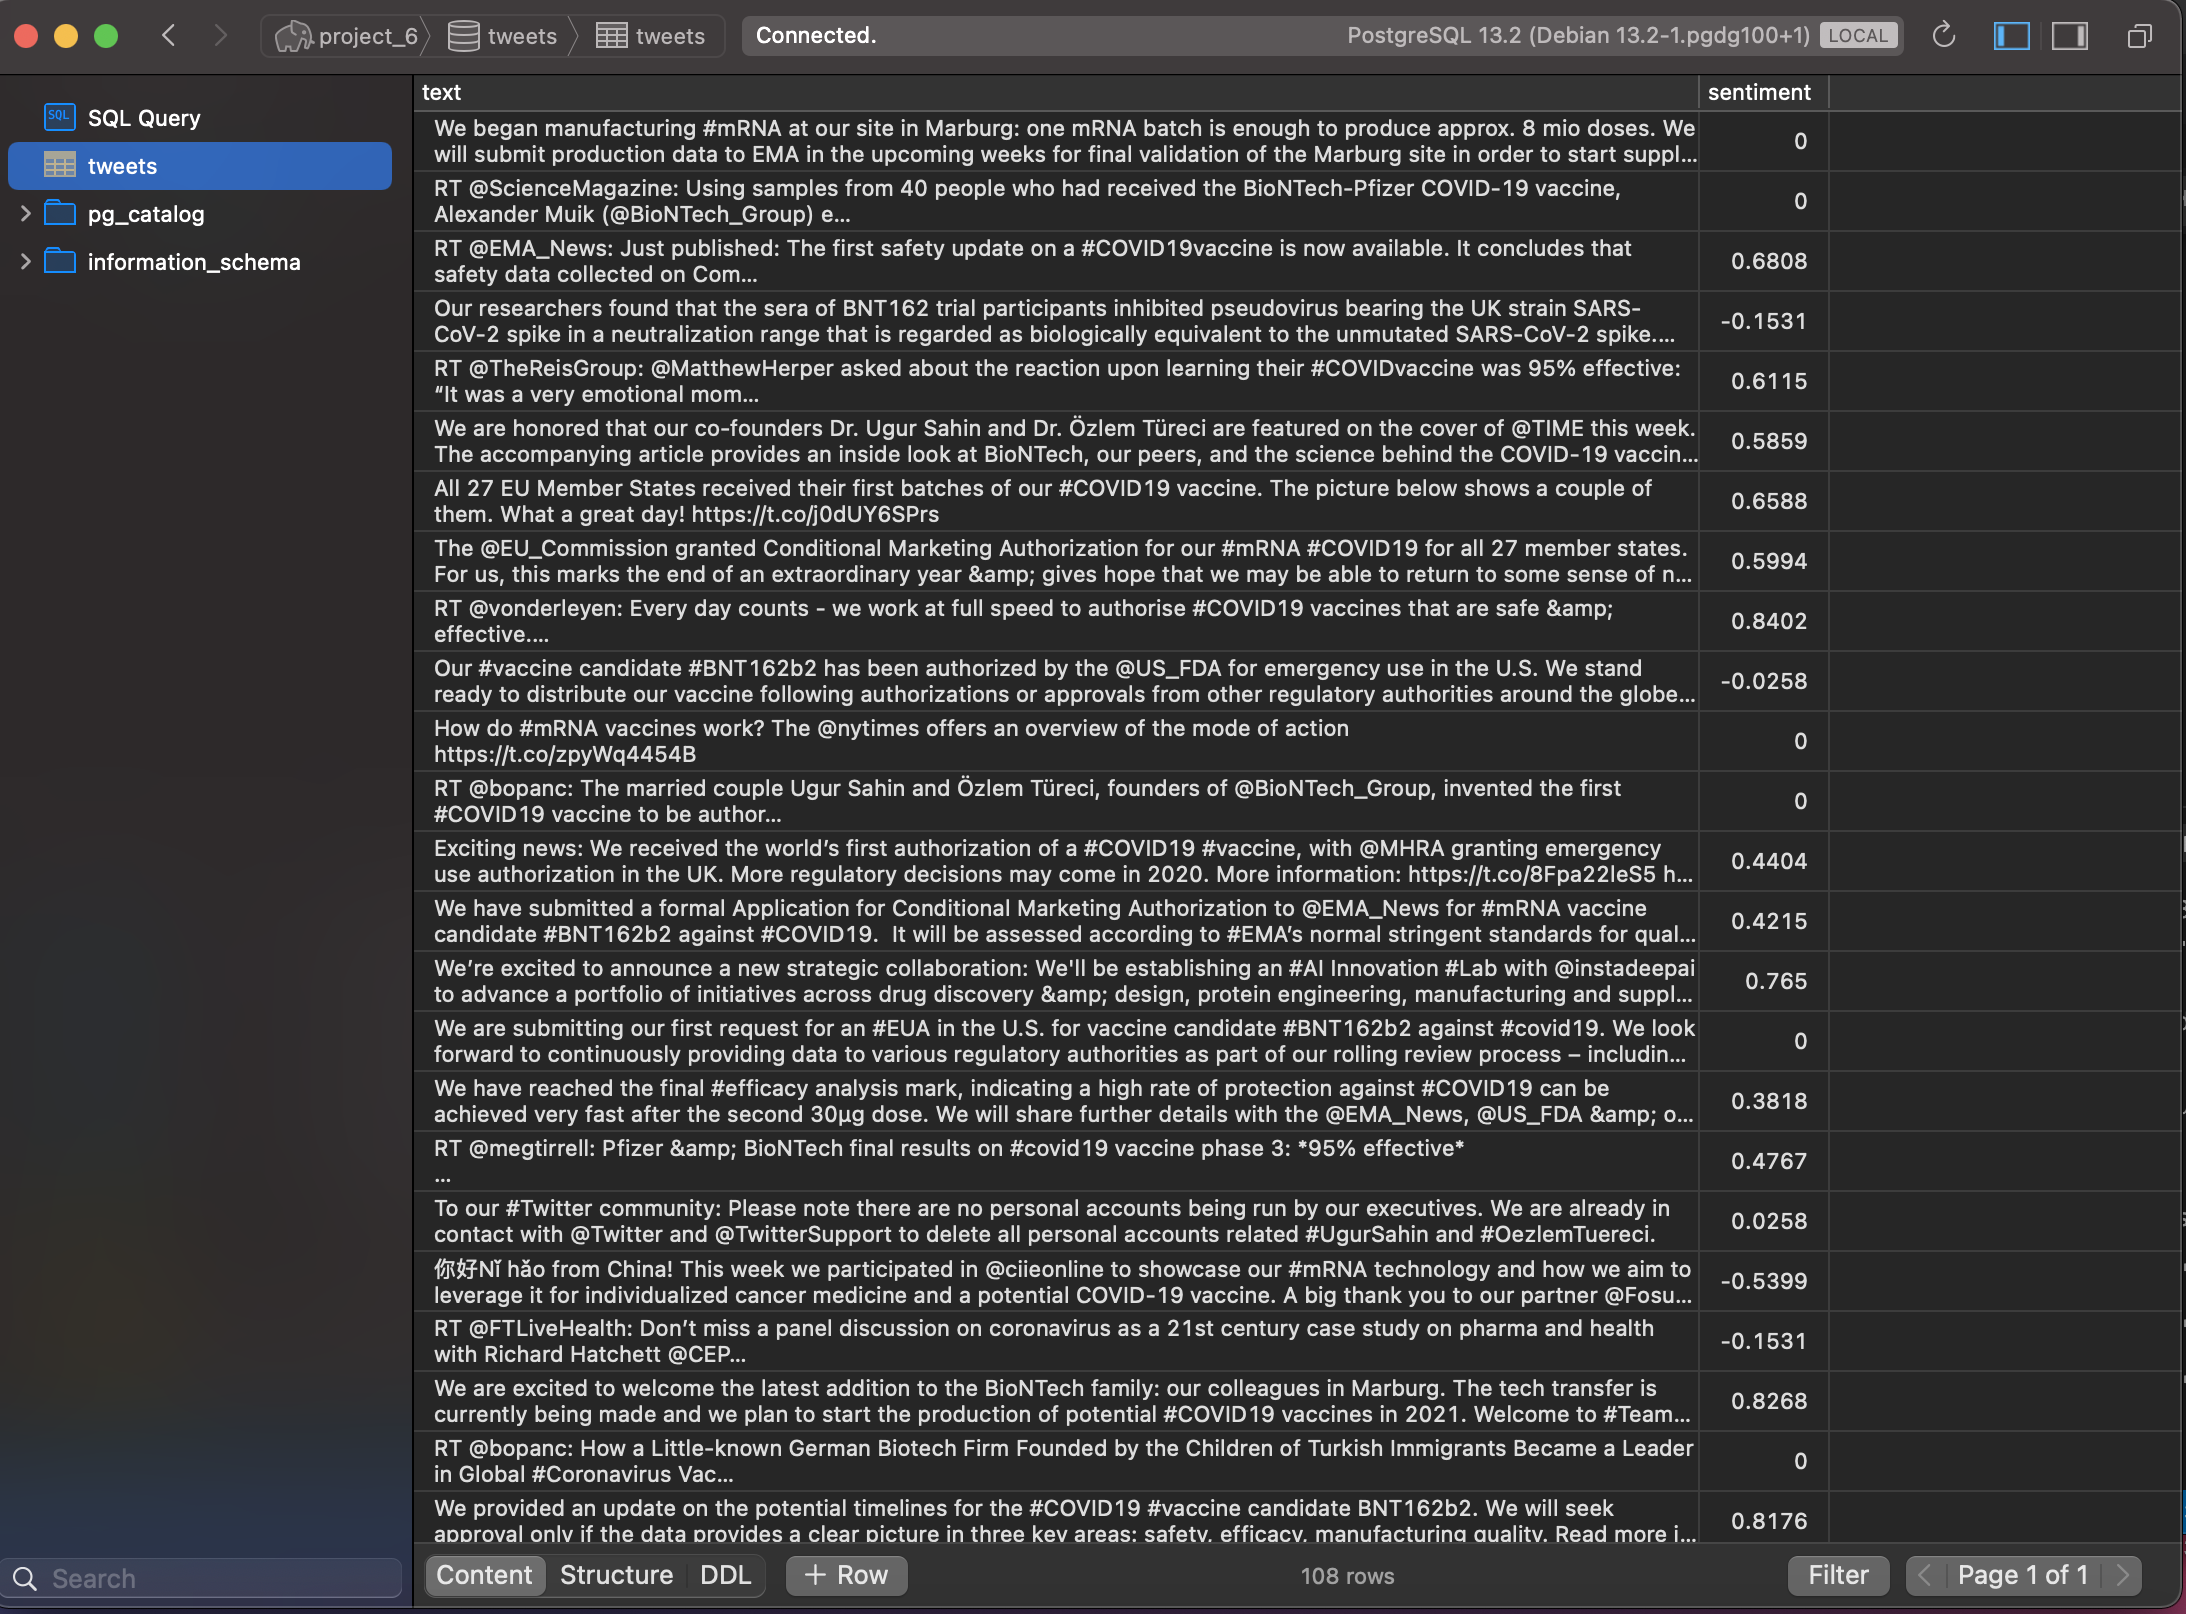 project_6 tweets tweets Connected. PostgreSQL 13.2 (Debian 13.2-1.pgdg100+1) LOCAL
SQL SQL Query
tweets
pg_catalog
information_schema
text sentiment
We began manufacturing #mRNA at our site in Marburg: one mRNA batch is enough to produce approx. 8 mio doses. We
will submit production data to EMA in the upcoming weeks for final validation of the Marburg site in order to start suppl...
0
RT @ScienceMagazine: Using samples from 40 people who had received the BioNTech-Pfizer COVID-19 vaccine,
Alexander Muik (@BioNTech_Group) e...
0
RT @EMA_News: Just published: The first safety update on a #COVID19vaccine is now available. It concludes that
safety data collected on Com...
0.6808
Our researchers found that the sera of BNT162 trial participants inhibited pseudovirus bearing the UK strain SARS-
CoV-2 spike in a neutralization range that is regarded as biologically equivalent to the unmutated SARS-CoV-2 spike....
-0.1531
RT @TheReisGroup: @MatthewHerper asked about the reaction upon learning their #COVIDvaccine was 95% effective:
“It was a very emotional mom...
0.6115
We are honored that our co-founders Dr. Ugur Sahin and Dr. Özlem Türeci are featured on the cover of @TIME this week.
The accompanying article provides an inside look at BioNTech, our peers, and the science behind the COVID-19 vaccin...
0.5859
All 27 EU Member States received their first batches of our #COVID19 vaccine. The picture below shows a couple of
them. What a great day! https://t.co/j0dUY6SPrs
0.6588
The @EU_Commission granted Conditional Marketing Authorization for our #mRNA #COVID19 for all 27 member states.
For us, this marks the end of an extraordinary year &amp; gives hope that we may be able to return to some sense of n...
0.5994
RT @vonderleyen: Every day counts - we work at full speed to authorise #COVID19 vaccines that are safe &amp;
effective....
0.8402
Our #vaccine candidate #BNT162b2 has been authorized by the @US_FDA for emergency use in the U.S. We stand
ready to distribute our vaccine following authorizations or approvals from other regulatory authorities around the globe...
-0.0258
How do #mRNA vaccines work? The @nytimes offers an overview of the mode of action
https://t.co/zpyWq4454B
0
RT @bopanc: The married couple Ugur Sahin and Özlem Türeci, founders of @BioNTech_Group, invented the first
#COVID19 vaccine to be author...
0
Exciting news: We received the world’s first authorization of a #COVID19 #vaccine, with @MHRA granting emergency
use authorization in the UK. More regulatory decisions may come in 2020. More information: https://t.co/8Fpa22leS5 h...
0.4404
We have submitted a formal Application for Conditional Marketing Authorization to @EMA_News for #mRNA vaccine
candidate #BNT162b2 against #COVID19.  It will be assessed according to #EMA’s normal stringent standards for qual...
0.4215
We’re excited to announce a new strategic collaboration: We'll be establishing an #AI Innovation #Lab with @instadeepai
to advance a portfolio of initiatives across drug discovery &amp; design, protein engineering, manufacturing and suppl...
0.765
We are submitting our first request for an #EUA in the U.S. for vaccine candidate #BNT162b2 against #covid19. We look
forward to continuously providing data to various regulatory authorities as part of our rolling review process – includin...
0
We have reached the final #efficacy analysis mark, indicating a high rate of protection against #COVID19 can be
achieved very fast after the second 30µg dose. We will share further details with the @EMA_News, @US_FDA &amp; o...
0.3818
RT @megtirrell: Pfizer &amp; BioNTech final results on #covid19 vaccine phase 3: *95% effective*
...
0.4767
To our #Twitter community: Please note there are no personal accounts being run by our executives. We are already in
contact with @Twitter and @TwitterSupport to delete all personal accounts related #UgurSahin and #OezlemTuereci.
0.0258
你好Nǐ hǎo from China! This week we participated in @ciieonline to showcase our #mRNA technology and how we aim to
leverage it for individualized cancer medicine and a potential COVID-19 vaccine. A big thank you to our partner @Fosu...
-0.5399
RT @FTLiveHealth: Don’t miss a panel discussion on coronavirus as a 21st century case study on pharma and health
with Richard Hatchett @CEP...
-0.1531
We are excited to welcome the latest addition to the BioNTech family: our colleagues in Marburg. The tech transfer is
currently being made and we plan to start the production of potential #COVID19 vaccines in 2021. Welcome to #Team...
0.8268
RT @bopanc: How a Little-known German Biotech Firm Founded by the Children of Turkish Immigrants Became a Leader
in Global #Coronavirus Vac...
0
We provided an update on the potential timelines for the #COVID19 #vaccine candidate BNT162b2. We will seek
approval only if the data provides a clear picture in three key areas: safety, efficacy, manufacturing quality. Read more i...
0.8176
Search Content Structure DDL + Row 108 rows Filter Page 1 of 1